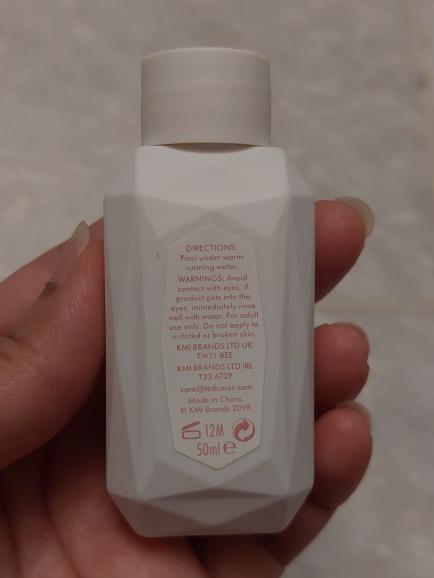 DIRECTIONS:
Pour under warm
running water.
WARNINGS: Avoid
contact with eyes; if
product gets into the
eyes, immediately rinse
well with water. For adult
use only. Do not apply to
irritated or broken skin.
KMI BRANDS LTD UK
TW11 8EE
KMI BRANDS LTD IRL
T23 AT2P
care@tedcares.com
Made in China.
© KMI Brands 2019.
12M
50ml e